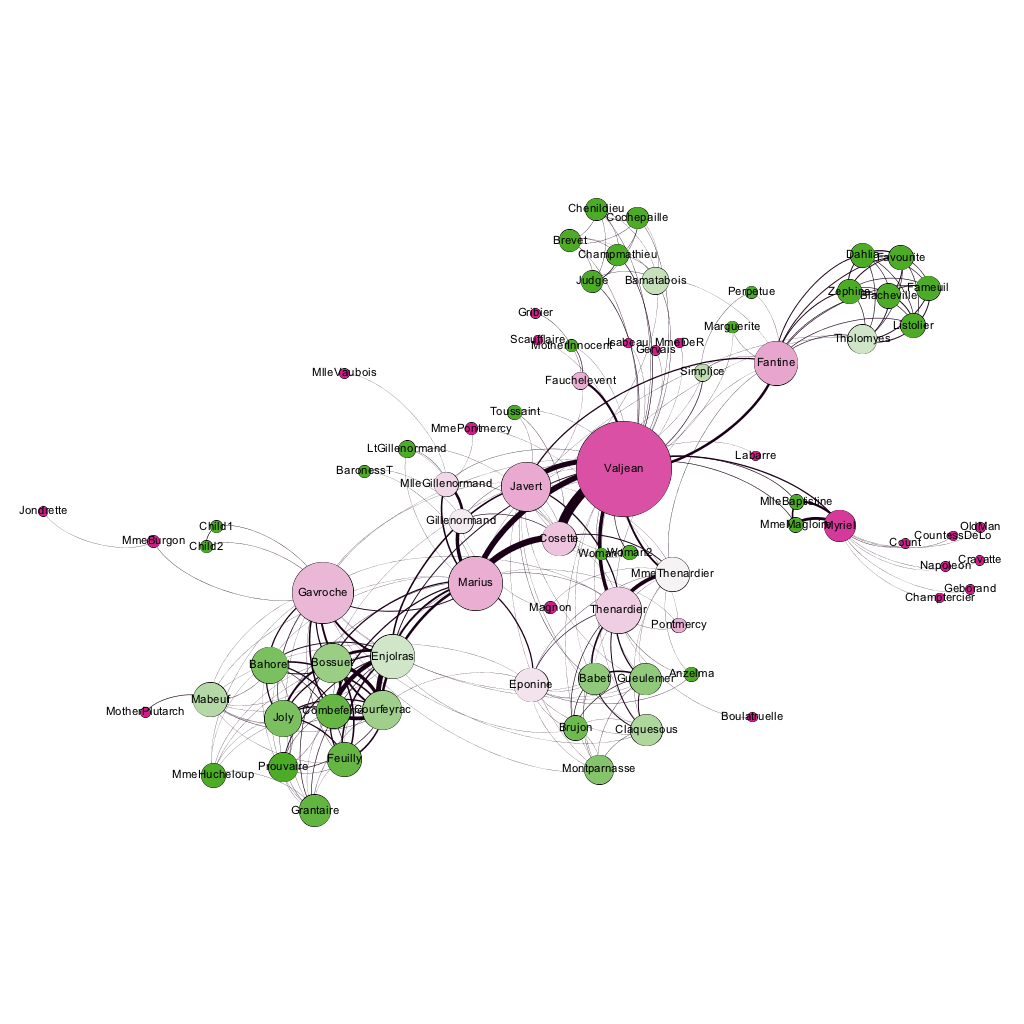 Chenildieu
Cochepaille
Brevet
Champmathieu
Dahlia
Favourite
Judge
Bamatabois
Perpetue
Zephine
Blacheville
Fameuil
Gribier
Marguerite
Listolier
Scaufflaire
MotherInnocent
Isabeau
MmeDeR
Gervais
Tholomyes
Fantine
MlleVaubois
Fauchelevent
Simplice
Toussaint
MmePontmercy
LtGillenormand
Labarre
BaronessT
Valjean
MlleGillenormand
Javert
MlleBaptistine
Jondrette
Gillenormand
MmeMagloire
Myriel
OldMan
Child1
CountessDeLo
MmeBurgon
Cosette
Count
Child2
Woman1
Woman2
Cravatte
Napoleon
MmeThenardier
Marius
Geborand
Gavroche
Champtercier
Magnon
Thenardier
Pontmercy
Enjolras
Bahorel
Bossuet
Anzelma
Babet
Gueulemer
Eponine
Mabeuf
MotherPlutarch
Combeferre
Courfeyrac
Joly
Boulatruelle
Brujon
Claquesous
Feuilly
Prouvaire
Montparnasse
MmeHucheloup
Grantaire